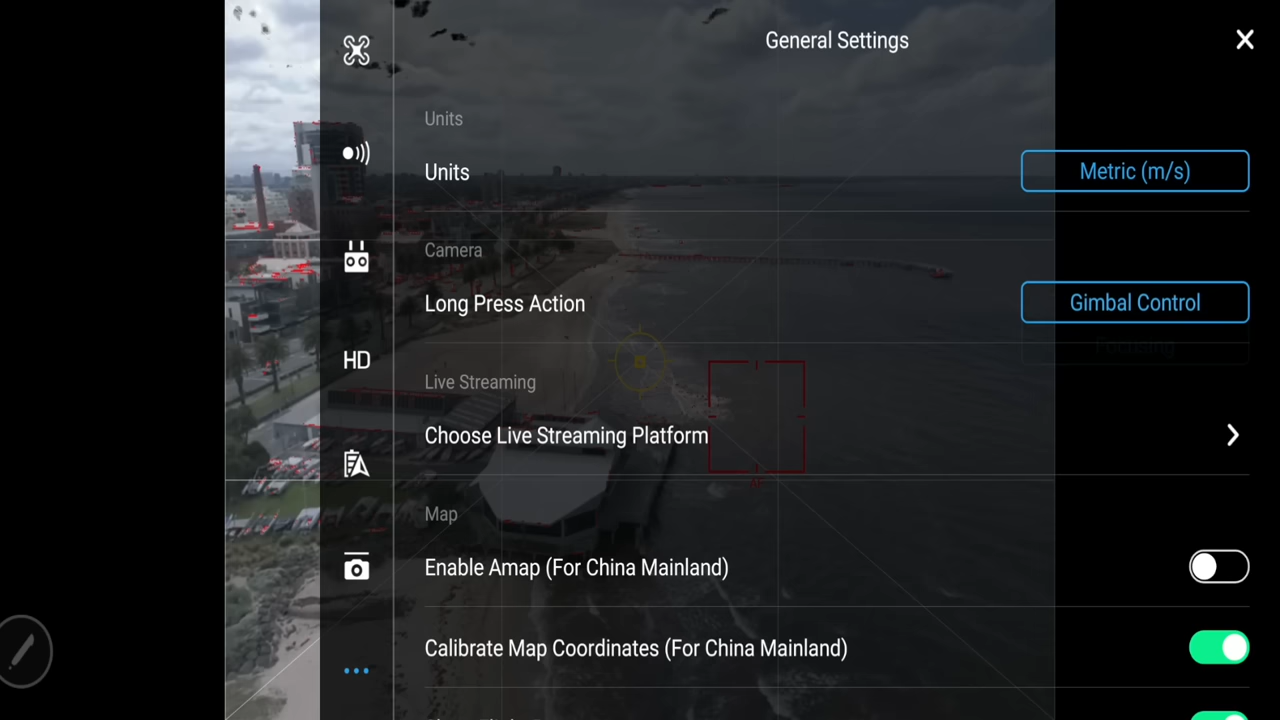 General Settings
Units
Units
Metric (m/s)
Camera
Long Press Action
Gimbal Control
Focusing
Live Streaming
HD
Choose Live Streaming Platform
Map
Enable Amap (For China Mainland)
Calibrate Map Coordinates (For China Mainland)